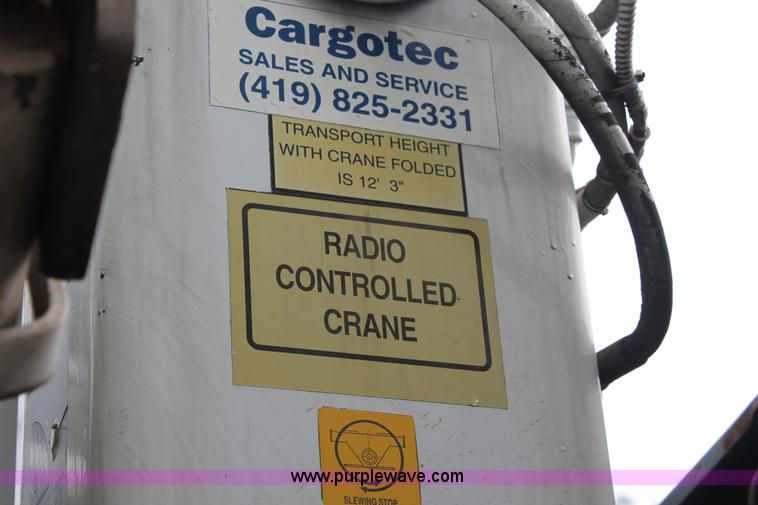 Cargotec
SALES AND SERVICE
(419) 825-2331
TRANSPORT HEIGHT
WITH CRANE FOLDED
IS 12' 3"
RADIO
CONTROLLED
CRANE
www.purplewave.com
SLEWING STOP